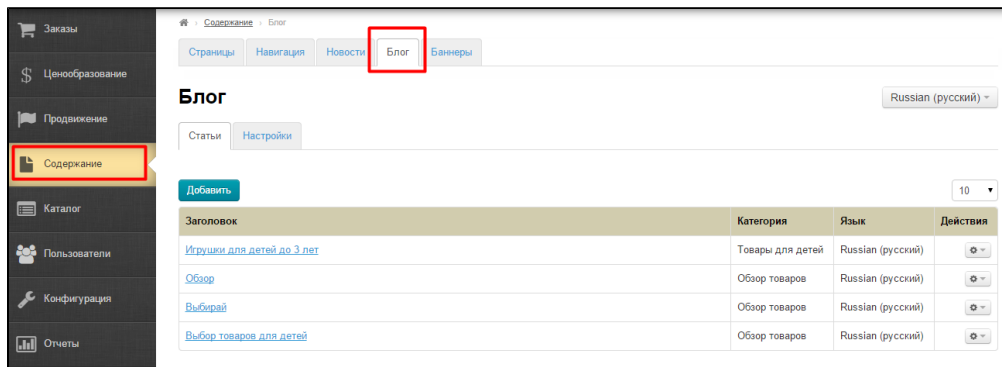 Заказы
Ценообразование
Продвижение
Содержание
Каталог
Пользователи
Конфигурация
Отчеты
Содержание › Блог
Страницы Навигация Новости Блог Баннеры
Блог
Russian (русский)
Статьи Настройки
Добавить
10
Заголовок Категория Язык Действия
Игрушки для детей до 3 лет Товары для детей Russian (русский)
Обзор Обзор товаров Russian (русский)
Выбирай Обзор товаров Russian (русский)
Выбор товаров для детей Обзор товаров Russian (русский)